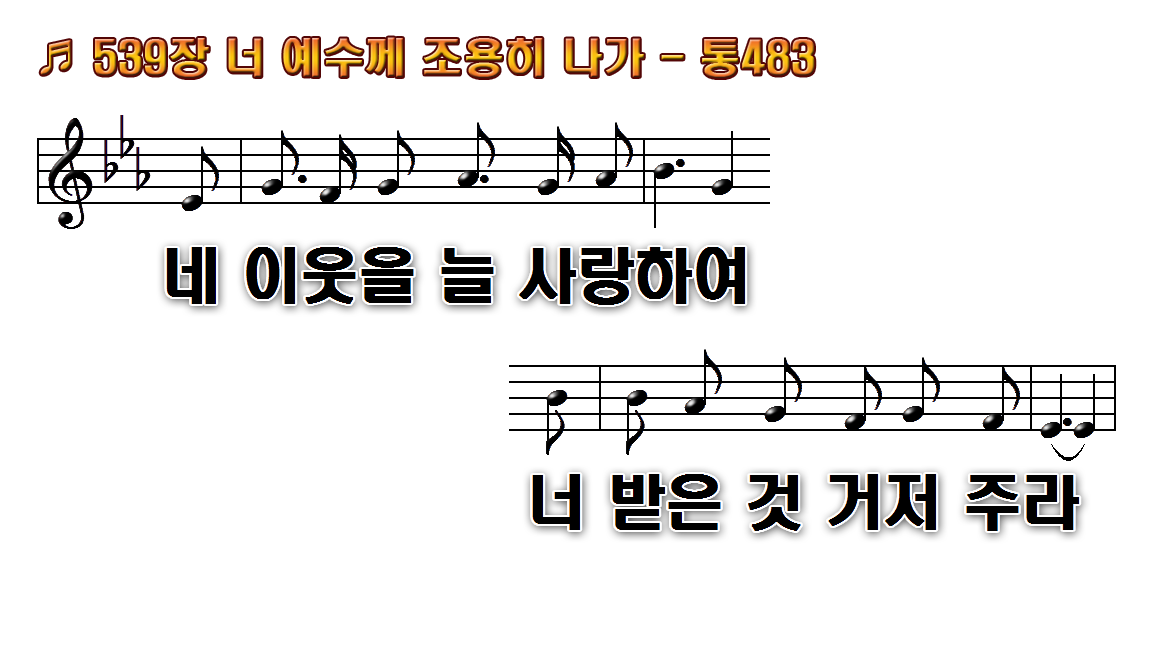 ♬ 539장 너 예수께 조용히 나가 - 통483
네 이웃을 늘 사랑하여
너 받은 것 거저 주라